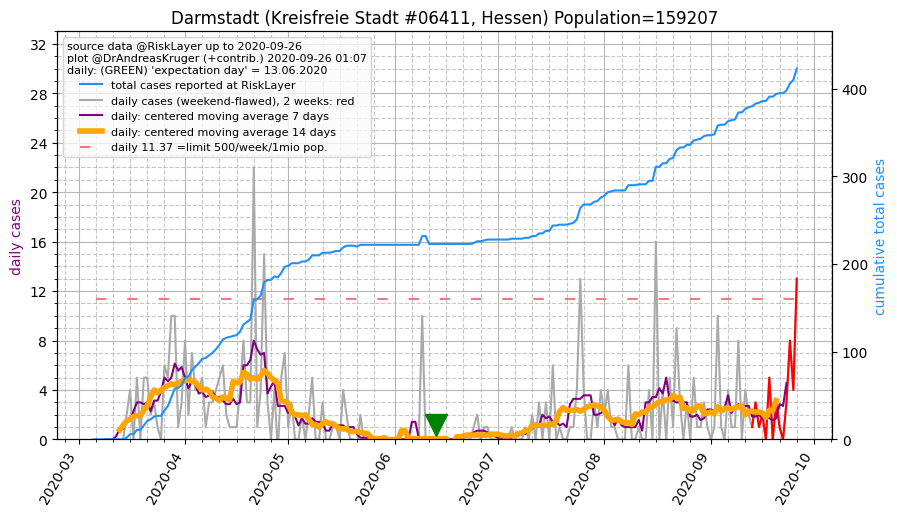 Darmstadt (Kreisfreie Stadt #06411, Hessen) Population=159207
source data @RiskLayer up to 2020-09-26
plot @DrAndreasKruger (+contrib.) 2020-09-26 01:07
daily: (GREEN) 'expectation day' = 13.06.2020
total cases reported at RiskLayer
daily cases (weekend-flawed), 2 weeks: red
daily: centered moving average 7 days
daily: centered moving average 14 days
daily 11.37 =limit 500/week/1mio pop.
daily cases
32
28
24
20
16
12
8
4
0
cumulative total cases
400
300
200
100
0
2020-03
2020-04
2020-05
2020-06
2020-07
2020-08
2020-09
2020-10